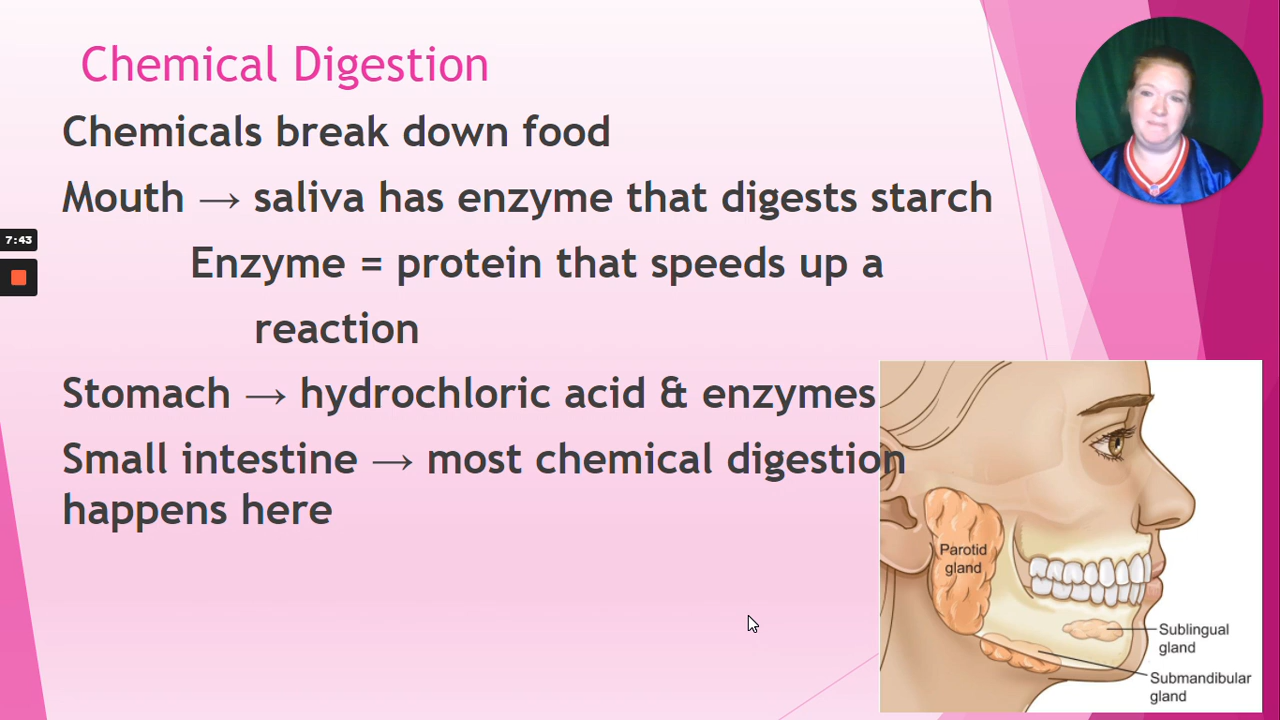 Chemical Digestion
Chemicals break down food
Mouth → saliva has enzyme that digests starch
Enzyme = protein that speeds up a
reaction
Stomach → hydrochloric acid & enzymes
Small intestine → most chemical digestion
happens here
7:43
Parotid
gland
Sublingual
gland
Submandibular
gland